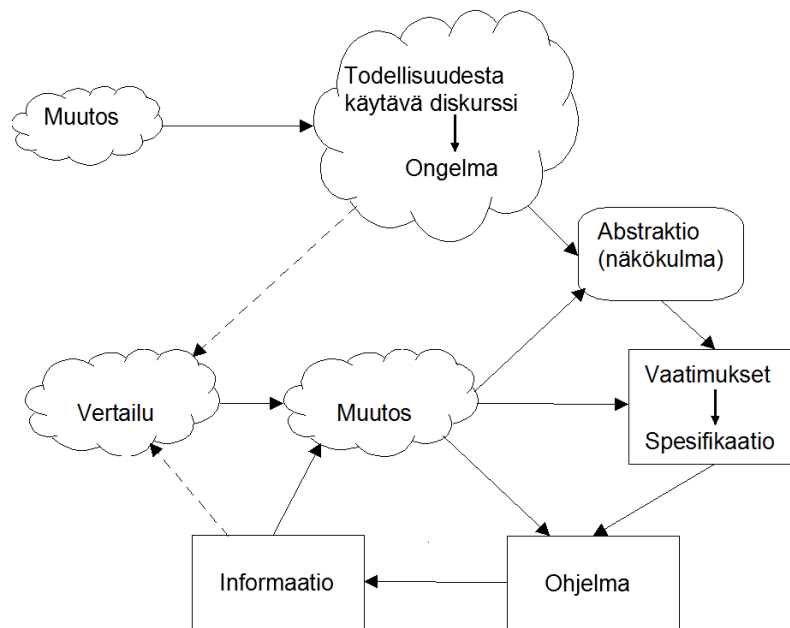 Muutos
Todellisuudesta
käytävä diskurssi
Ongelma
Abstraktio
(näkökulma)
Vertailu
Muutos
Vaatimukset
Spesifikaatio
Informaatio
Ohjelma